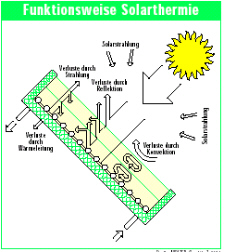 Funktionsweise Solarthermie
Solarstrahlung
Verluste durch
Strahlung
Verluste durch
Reflektion
Solarstrahlung
Verluste
durch
Wärmeleitung
Verluste durch
Konvektion